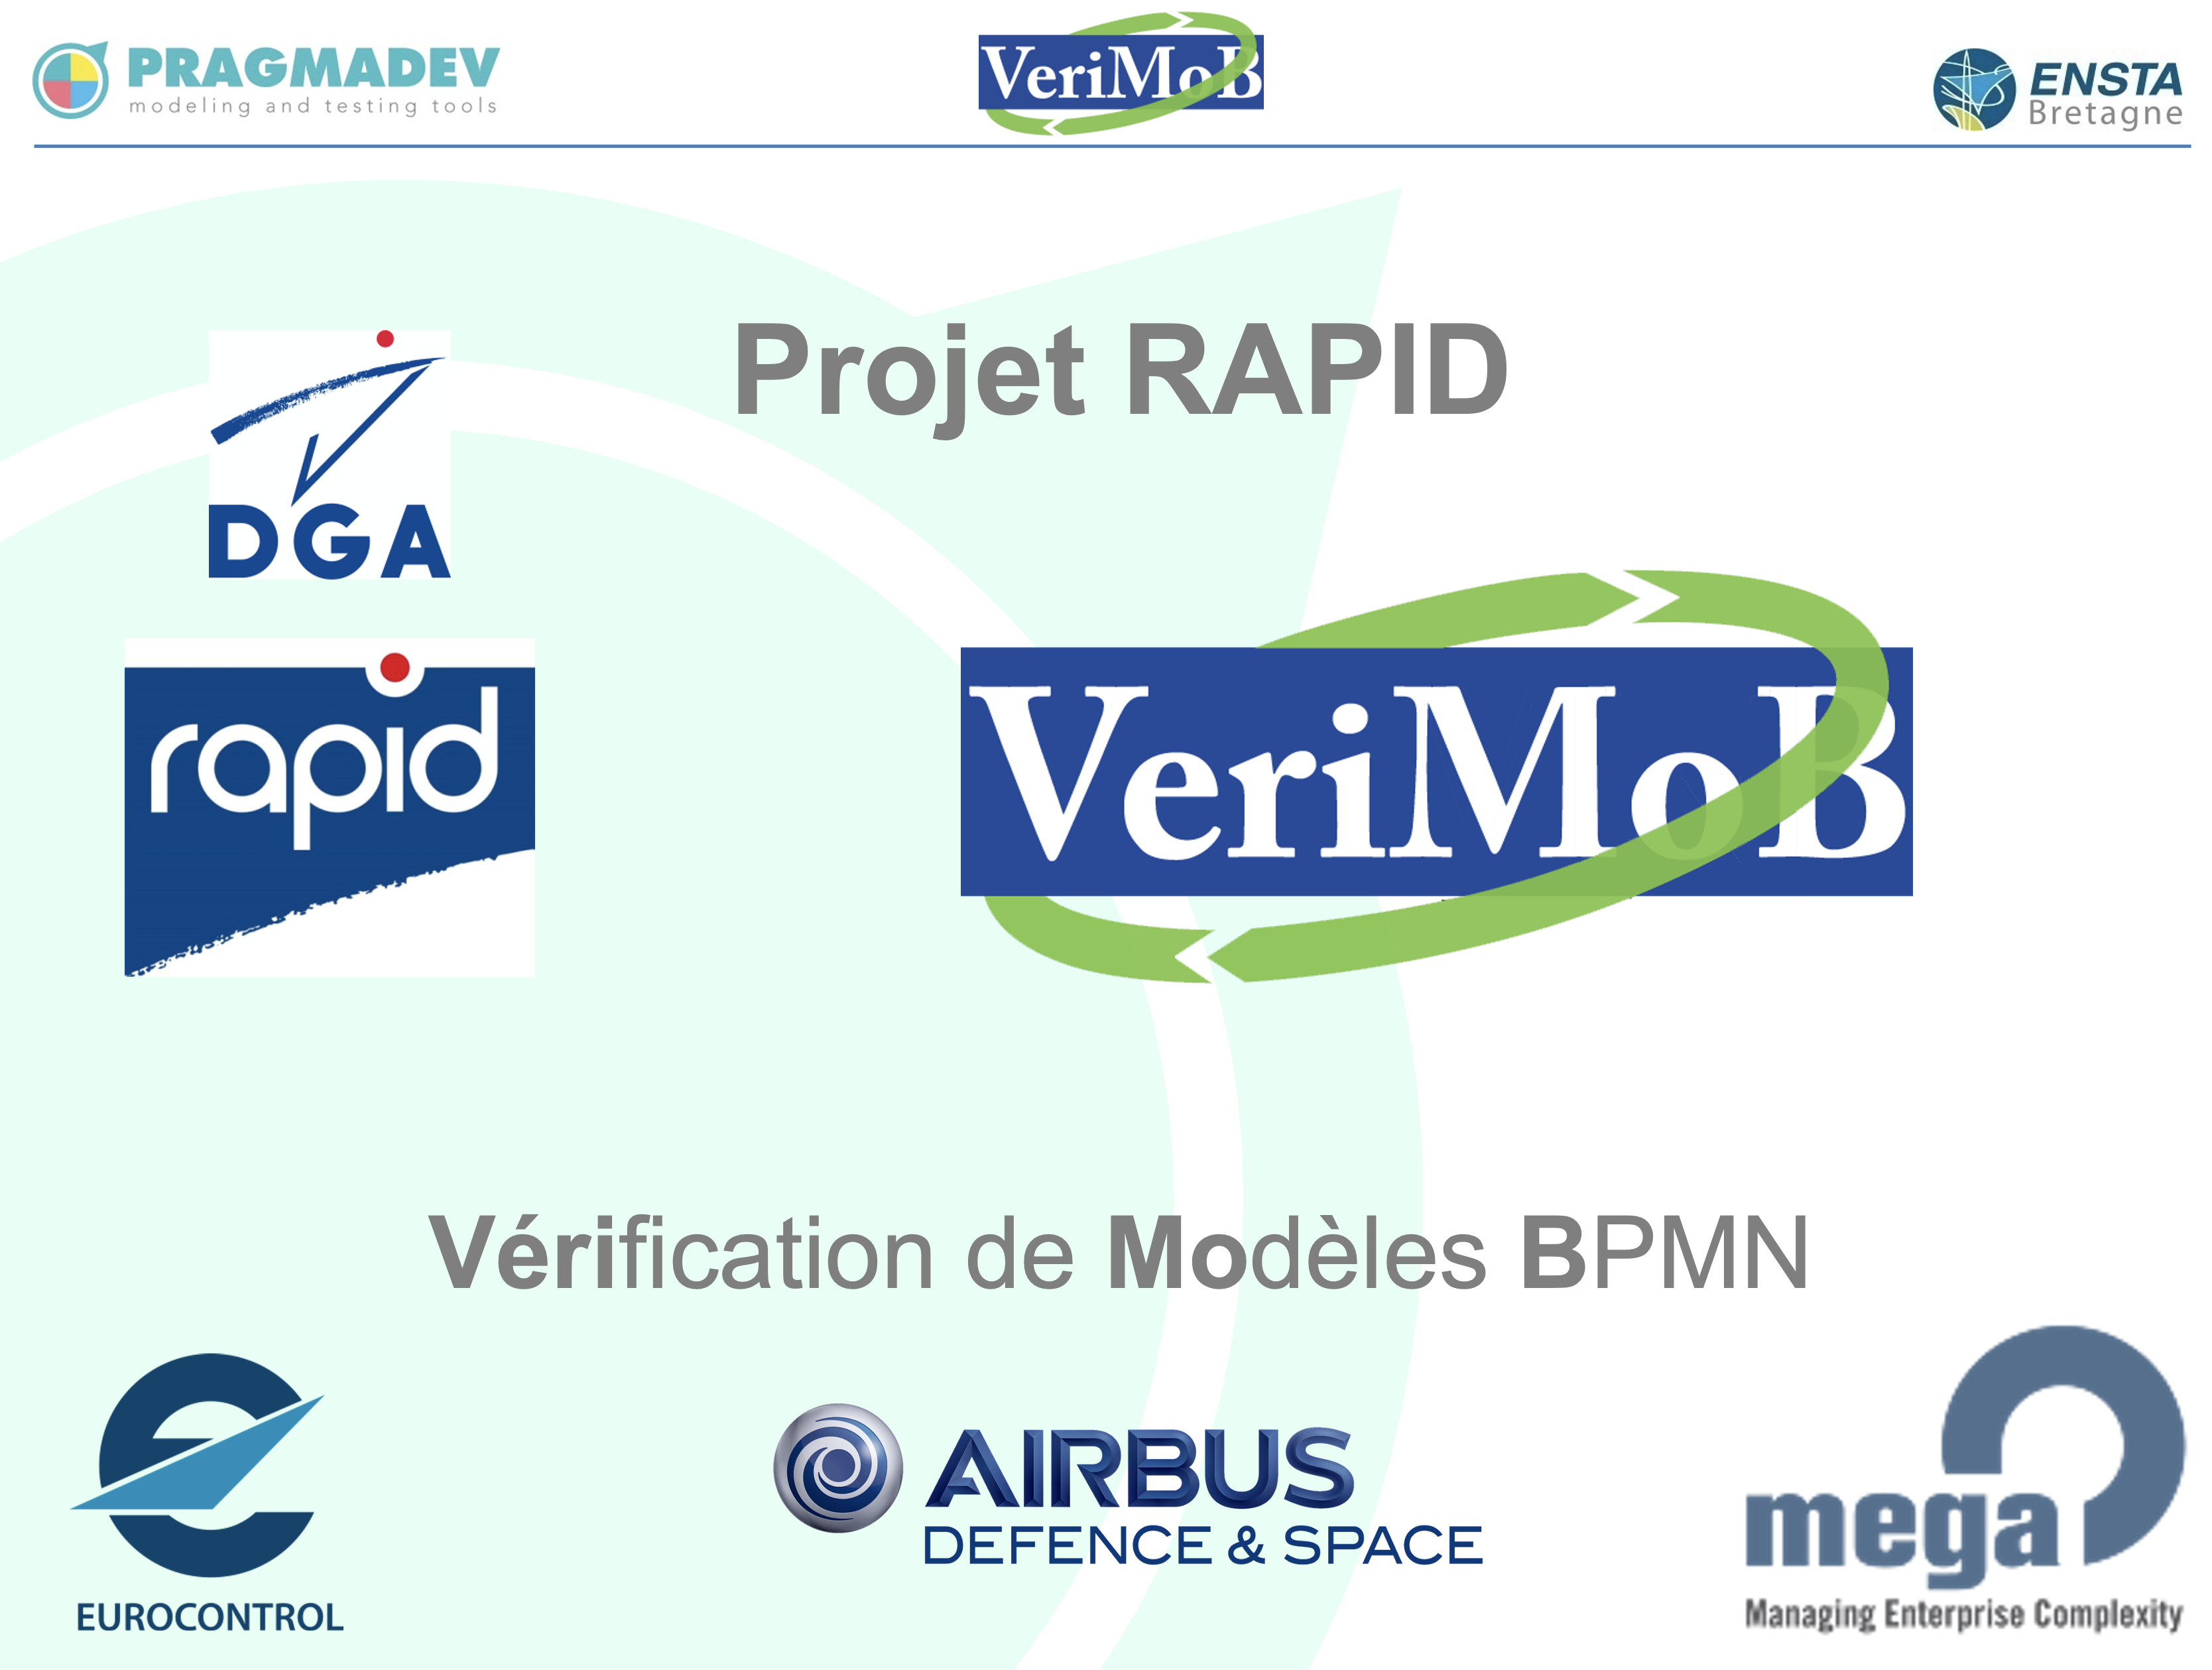 PRAGMADEV
modeling and testing tools
VeriMoB
ENSTA
Bretagne
Projet RAPID
DGA
rapid
VeriMoB
Vérification de Modèles BPMN
EUROCONTROL
AIRBUS
DEFENCE & SPACE
mega
Managing Enterprise Complexity